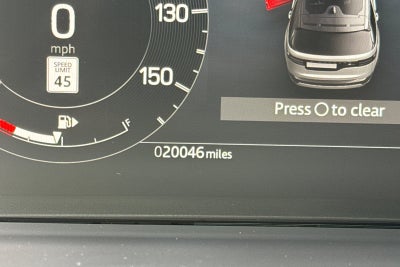 130
0
mph
SPEED
LIMIT
45
150
Press to clear
F
020046 miles